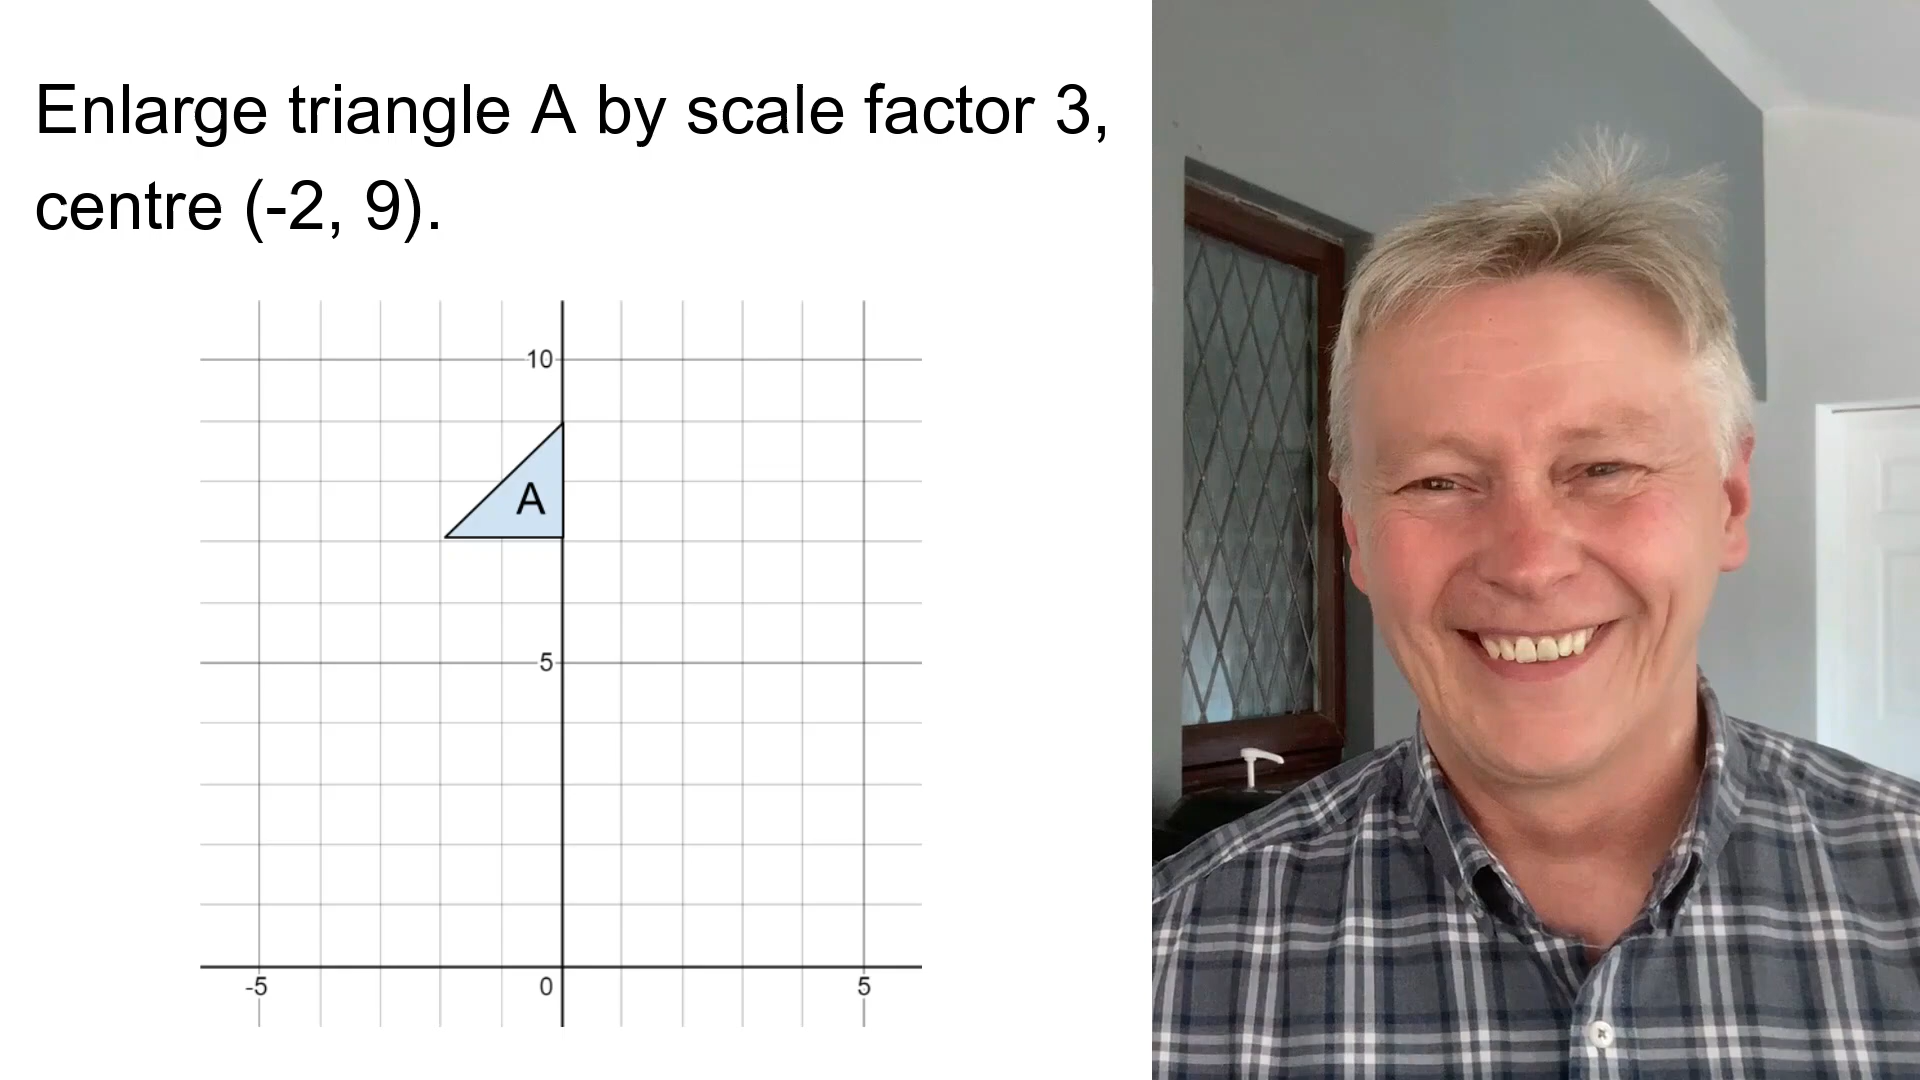 Enlarge triangle A by scale factor 3,
centre (-2, 9).
10
A
5
-5 0 5